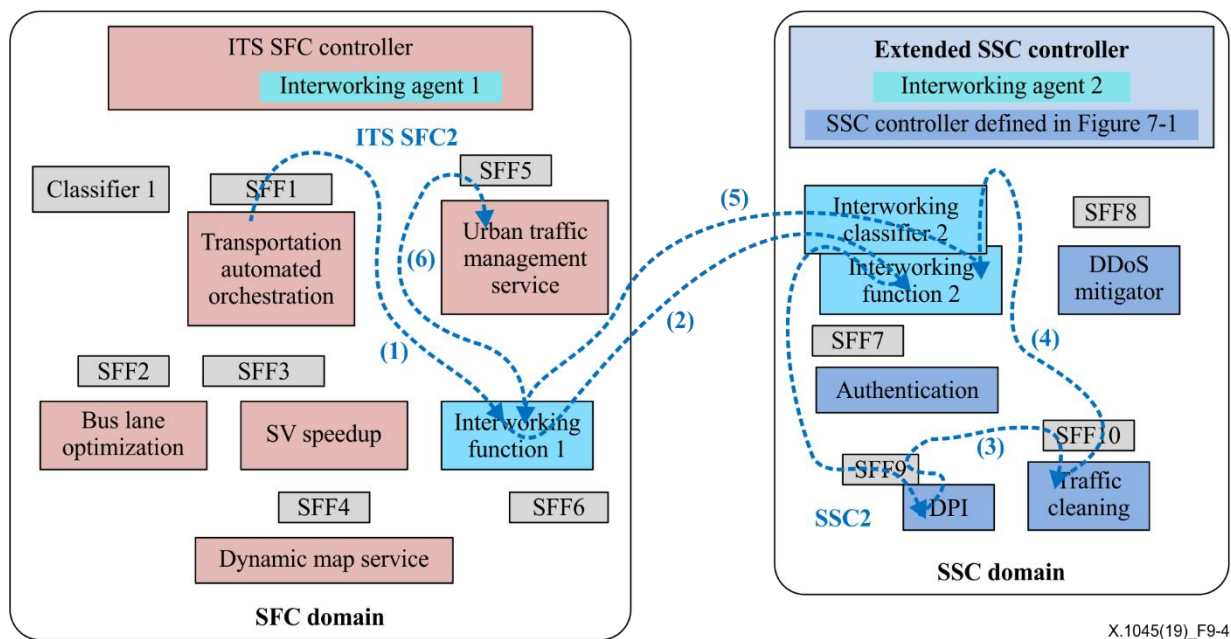 ITS SFC controller
Interworking agent 1
ITS SFC2
Classifier 1
SFF1
SFF5
Transportation
automated
orchestration
Urban traffic
management
service
(6)
(1)
SFF2
SFF3
Bus lane
optimization
SV speedup
Interworking
function 1
SFF4
SFF6
Dynamic map service
SFC domain
(5)
(2)
Extended SSC controller
Interworking agent 2
SSC controller defined in Figure 7-1
Interworking
classifier 2
Interworking
function 2
SFF8
DDoS
mitigator
SFF7
(4)
Authentication
SFF10
(3)
SFF9
Traffic
cleaning
DPI
SSC2
SSC domain
X.1045(19)_F9-4